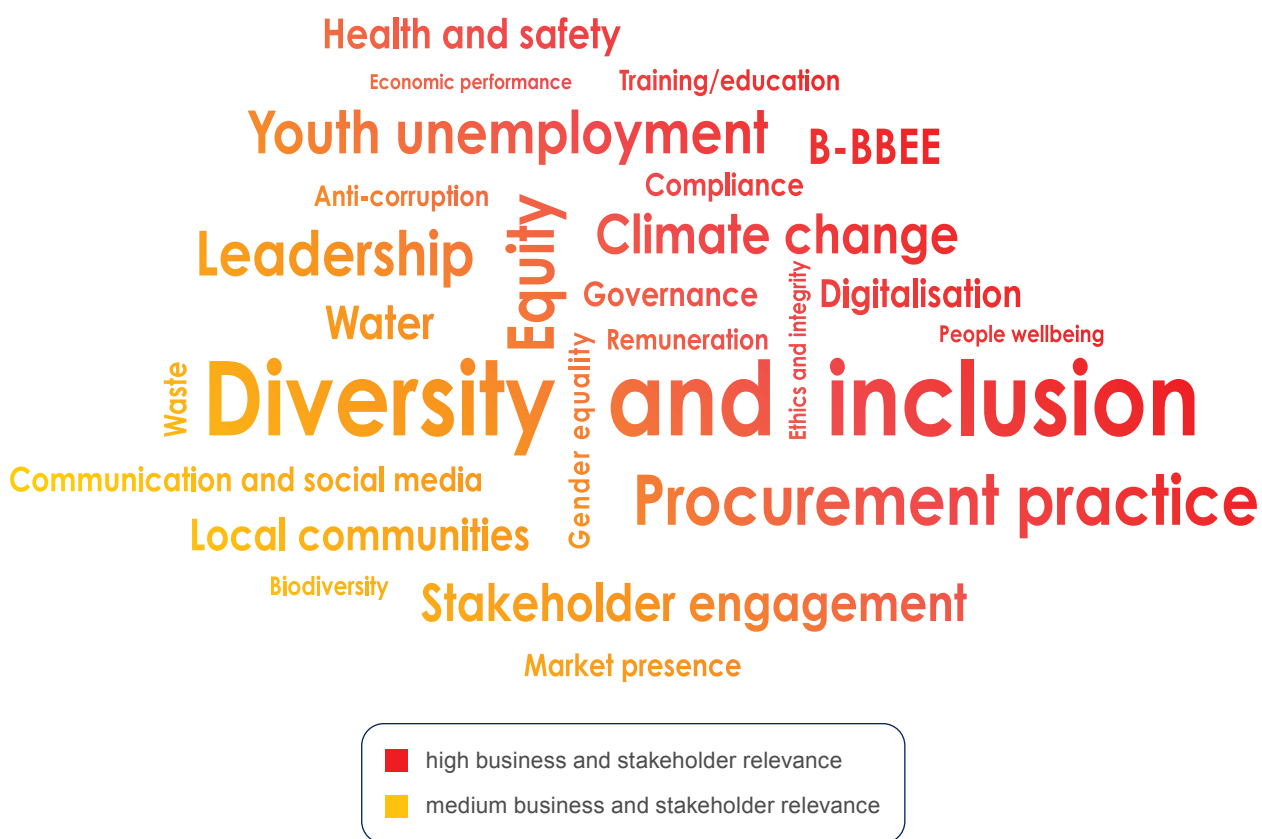 Health and safety
Economic performance
Training/education
Youth unemployment
B-BBEE
Compliance
Anti-corruption
Equity
Climate change
Leadership
Governance
Ethics and integrity
Digitalisation
Water
Remuneration
People wellbeing
Waste
Diversity and inclusion
Gender equality
Communication and social media
Procurement practice
Local communities
Biodiversity
Stakeholder engagement
Market presence
high business and stakeholder relevance
medium business and stakeholder relevance